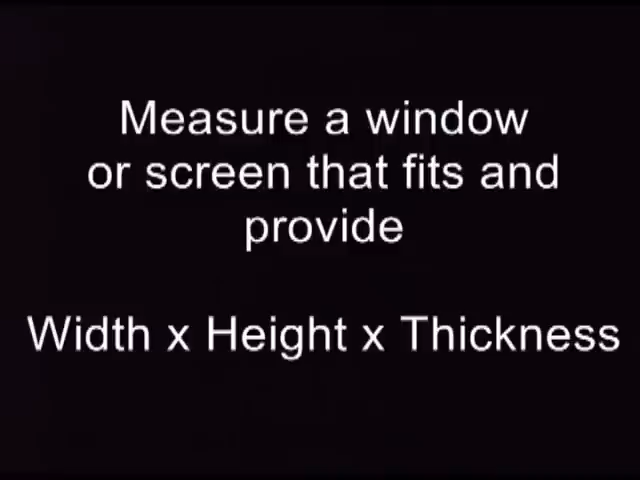 Measure a window
or screen that fits and
provide
Width x Height x Thickness